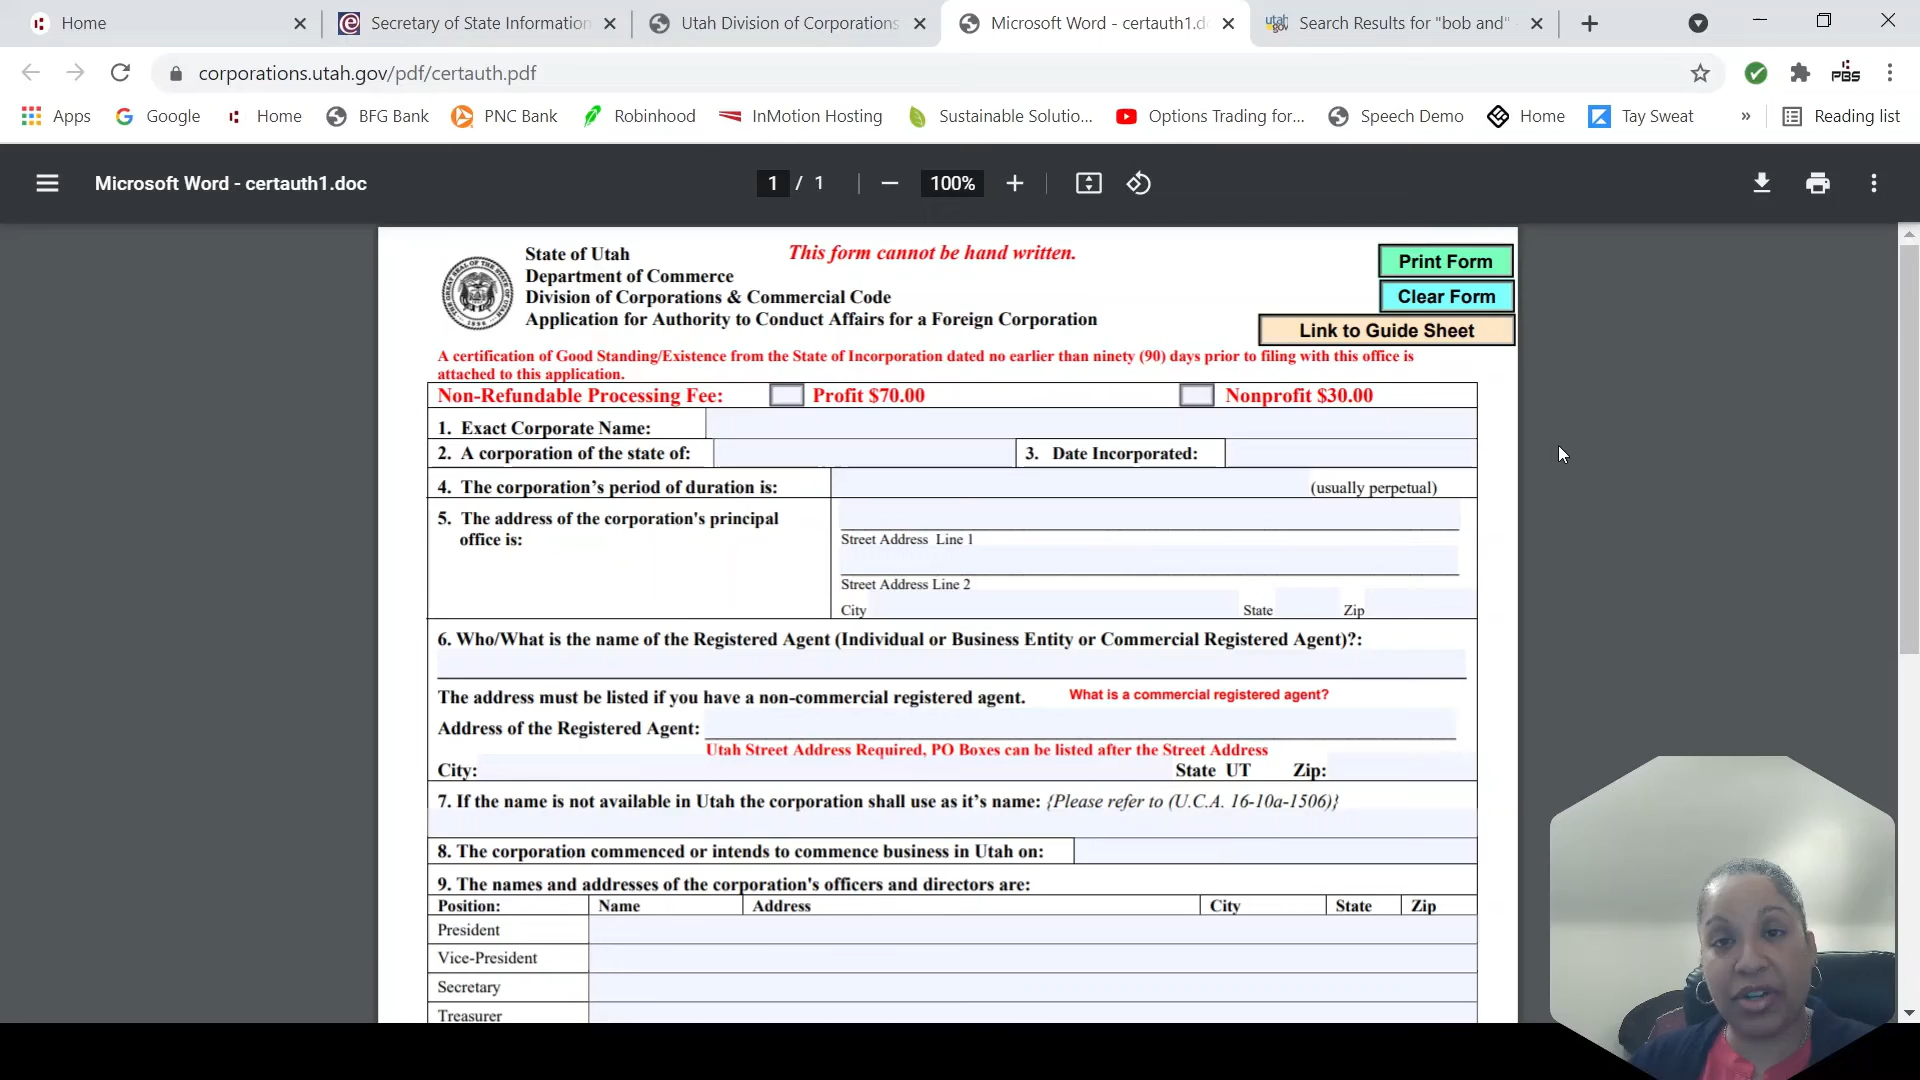 Home
Secretary of State Information
Utah Division of Corporations
Microsoft Word - certauth1.d
Search Results for "bob and"
corporations.utah.gov/pdf/certauth.pdf
PBS
Apps
Google
Home
BFG Bank
PNC Bank
Robinhood
InMotion Hosting
Sustainable Solutio...
Options Trading for...
Speech Demo
Home
Tay Sweat
»
Reading list
Microsoft Word - certauth1.doc
1 / 1
100%
State of Utah
This form cannot be hand written.
Print Form
Department of Commerce
Division of Corporations & Commercial Code
Clear Form
Application for Authority to Conduct Affairs for a Foreign Corporation
Link to Guide Sheet
A certification of Good Standing/Existence from the State of Incorporation dated no earlier than ninety (90) days prior to filing with this office is
attached to this application.
Non-Refundable Processing Fee: Profit $70.00 Nonprofit $30.00
1. Exact Corporate Name:
2. A corporation of the state of: 3. Date Incorporated:
4. The corporation's period of duration is: (usually perpetual)
5. The address of the corporation's principal
office is:
Street Address Line 1
Street Address Line 2
City State Zip
6. Who/What is the name of the Registered Agent (Individual or Business Entity or Commercial Registered Agent)?:
The address must be listed if you have a non-commercial registered agent. What is a commercial registered agent?
Address of the Registered Agent:
Utah Street Address Required, PO Boxes can be listed after the Street Address
City: State UT Zip:
7. If the name is not available in Utah the corporation shall use as it's name: {Please refer to (U.C.A. 16-10a-1506)}
8. The corporation commenced or intends to commence business in Utah on:
9. The names and addresses of the corporation's officers and directors are:
Position: Name Address City State Zip
President
Vice-President
Secretary
Treasurer